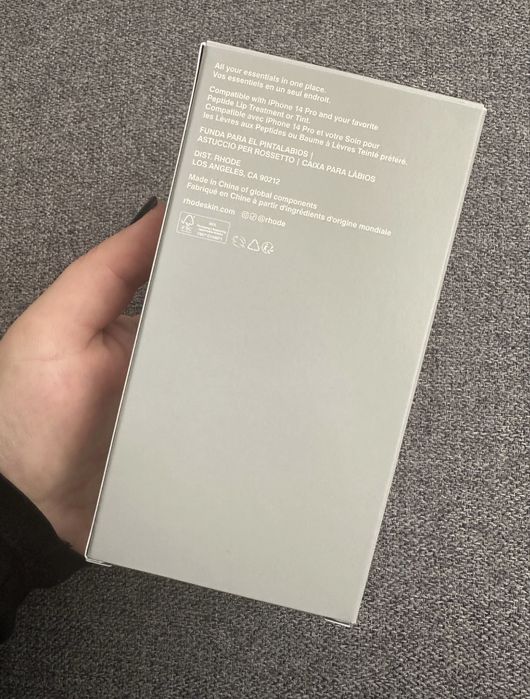 All your essentials in one place.
Vos essentiels en un seul endroit.
Compatible with iPhone 14 Pro and your favorite
Peptide Lip Treatment or Tint.
Compatible avec iPhone 14 Pro et votre Soin pour
les Lèvres aux Peptides ou Baume à Lèvres Teinté préféré.
FUNDA PARA EL PINTALABIOS |
ASTUCCIO PER ROSSETTO | CAIXA PARA LÁBIOS
DIST. RHODE
LOS ANGELES, CA 90212
Made in China of global components
Fabriqué en Chine à partir d'ingrédients d'origine mondiale
rhodeskin.com @rhode